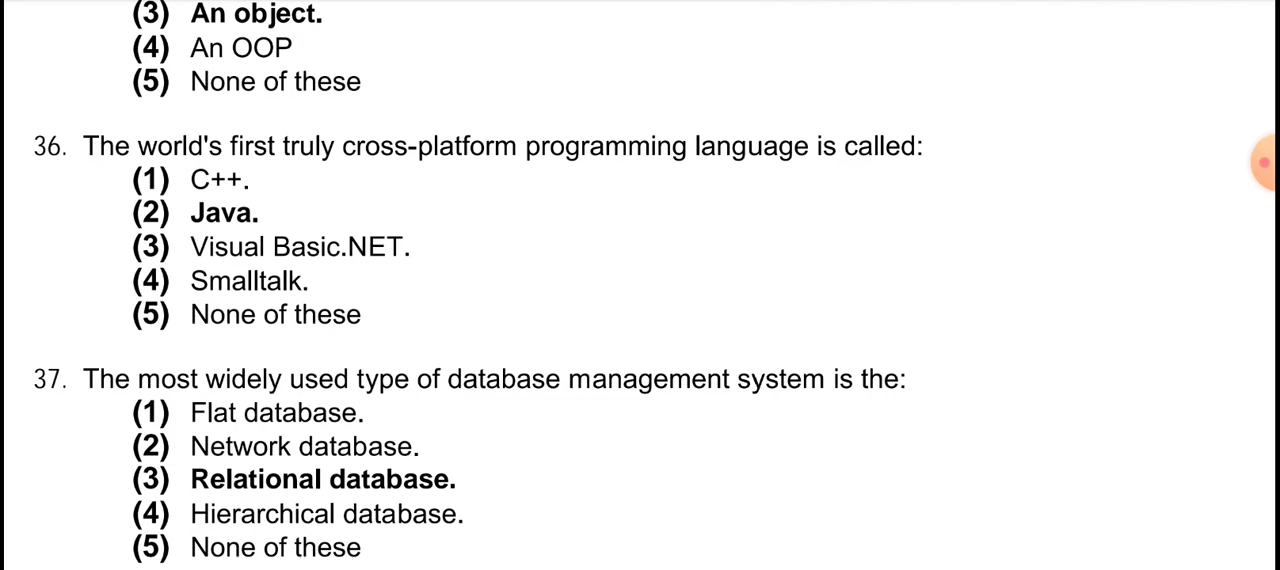 (3) An object.
(4) An OOP
(5) None of these
36. The world's first truly cross-platform programming language is called:
(1) C++.
(2) Java.
(3) Visual Basic.NET.
(4) Smalltalk.
(5) None of these
37. The most widely used type of database management system is the:
(1) Flat database.
(2) Network database.
(3) Relational database.
(4) Hierarchical database.
(5) None of these